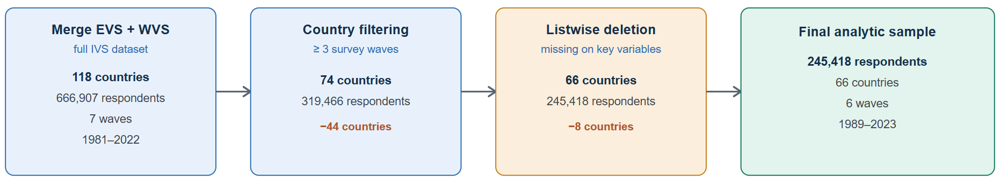 Merge EVS + WVS
full IVS dataset
118 countries
666,907 respondents
7 waves
1981–2022
Country filtering
≥ 3 survey waves
74 countries
319,466 respondents
−44 countries
Listwise deletion
missing on key variables
66 countries
245,418 respondents
−8 countries
Final analytic sample
245,418 respondents
66 countries
6 waves
1989–2023